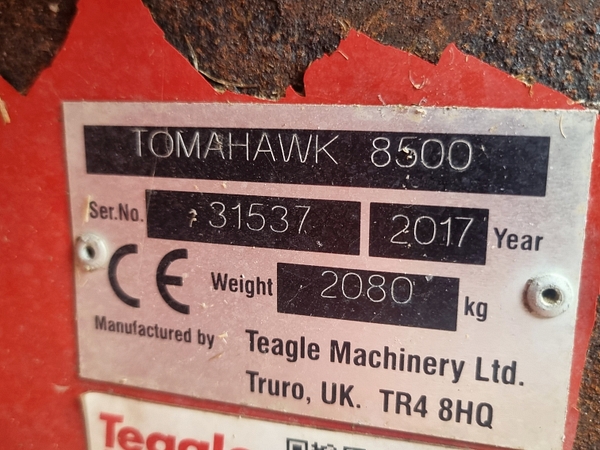 TOMAHAWK 8500
Ser.No. 31537 2017 Year
CE Weight 2080 kg
Manufactured by Teagle Machinery Ltd.
Truro, UK. TR4 8HQ
Teagle